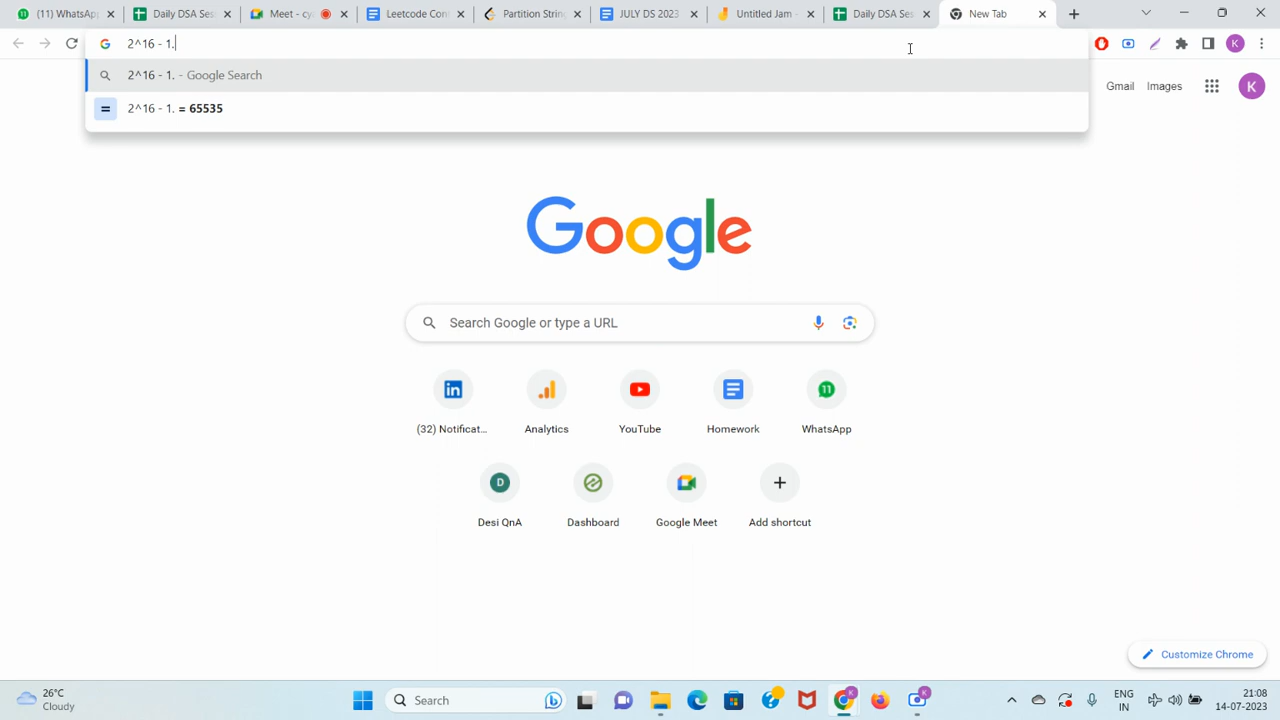 (11) WhatsAp
Daily DSA Ses
Meet - cy
Leetcode Con
Partition String
JULY DS 2023
Untitled Jam -
Daily DSA Ses
New Tab
2^16 - 1.
2^16 - 1. - Google Search
2^16 - 1. = 65535
K
Gmail
Images
K
Google
Search Google or type a URL
(32) Notificat...
Analytics
YouTube
Homework
WhatsApp
Desi QnA
Dashboard
Google Meet
Add shortcut
Customize Chrome
26°C
Cloudy
Search
ENG
IN
21:08
14-07-2023